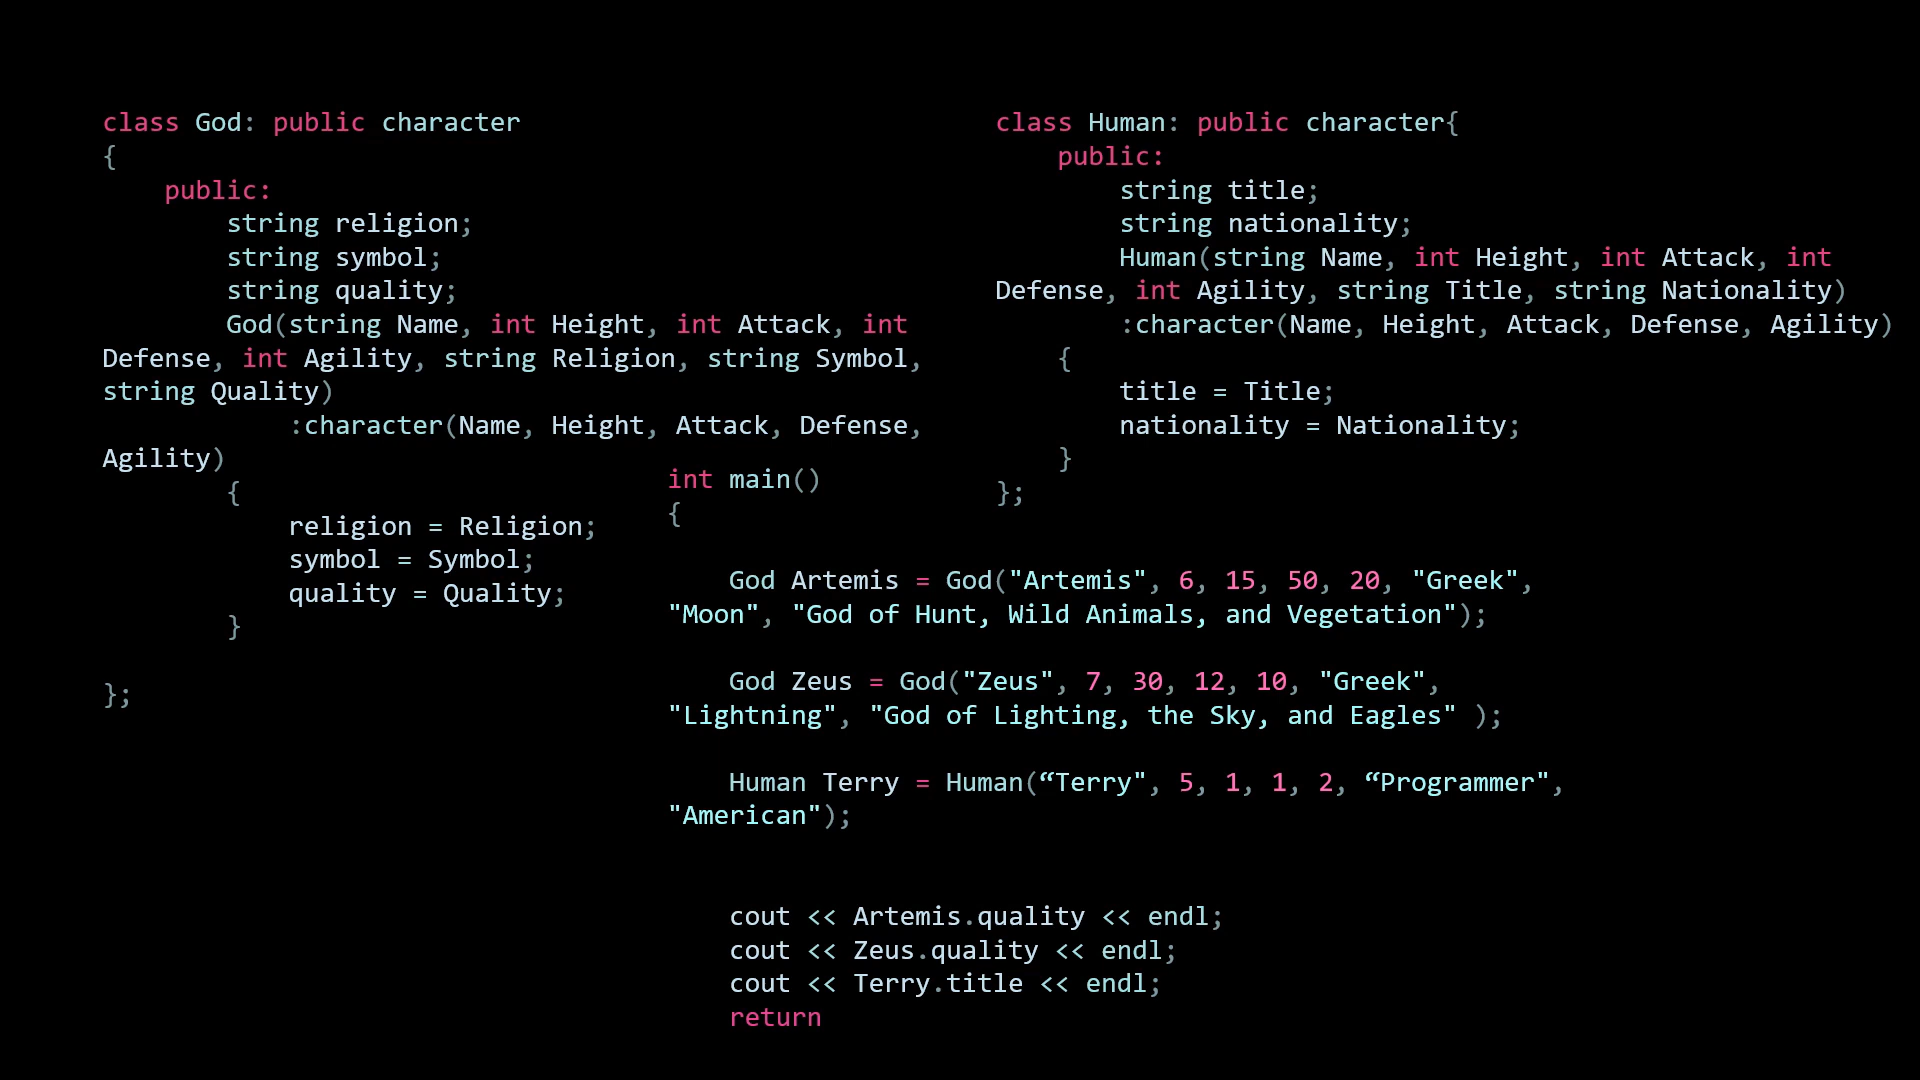 class God: public character
{
public:
string religion;
string symbol;
string quality;
God(string Name, int Height, int Attack, int
Defense, int Agility, string Religion, string Symbol,
string Quality)
:character(Name, Height, Attack, Defense,
Agility)
{
religion = Religion;
symbol = Symbol;
quality = Quality;
}
};
class Human: public character{
public:
string title;
string nationality;
Human(string Name, int Height, int Attack, int
Defense, int Agility, string Title, string Nationality)
:character(Name, Height, Attack, Defense, Agility)
{
title = Title;
nationality = Nationality;
}
};
int main()
{
God Artemis = God("Artemis", 6, 15, 50, 20, "Greek",
"Moon", "God of Hunt, Wild Animals, and Vegetation");
God Zeus = God("Zeus", 7, 30, 12, 10, "Greek",
"Lightning", "God of Lighting, the Sky, and Eagles" );
Human Terry = Human(“Terry", 5, 1, 1, 2, “Programmer",
"American");
cout << Artemis.quality << endl;
cout << Zeus.quality << endl;
cout << Terry.title << endl;
return